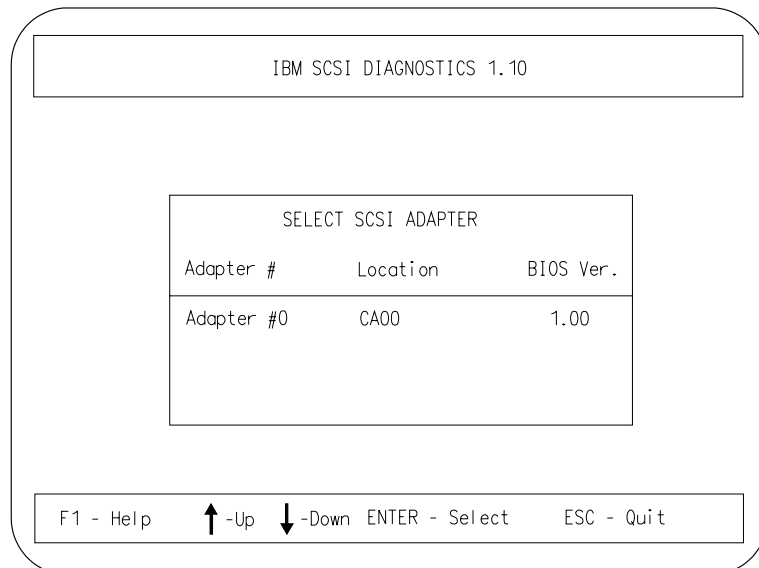 IBM SCSI DIAGNOSTICS 1.10
SELECT SCSI ADAPTER
Adapter # Location BIOS Ver.
Adapter #0 CA00 1.00
F1 - Help ↑ -Up ↓ -Down ENTER - Select ESC - Quit